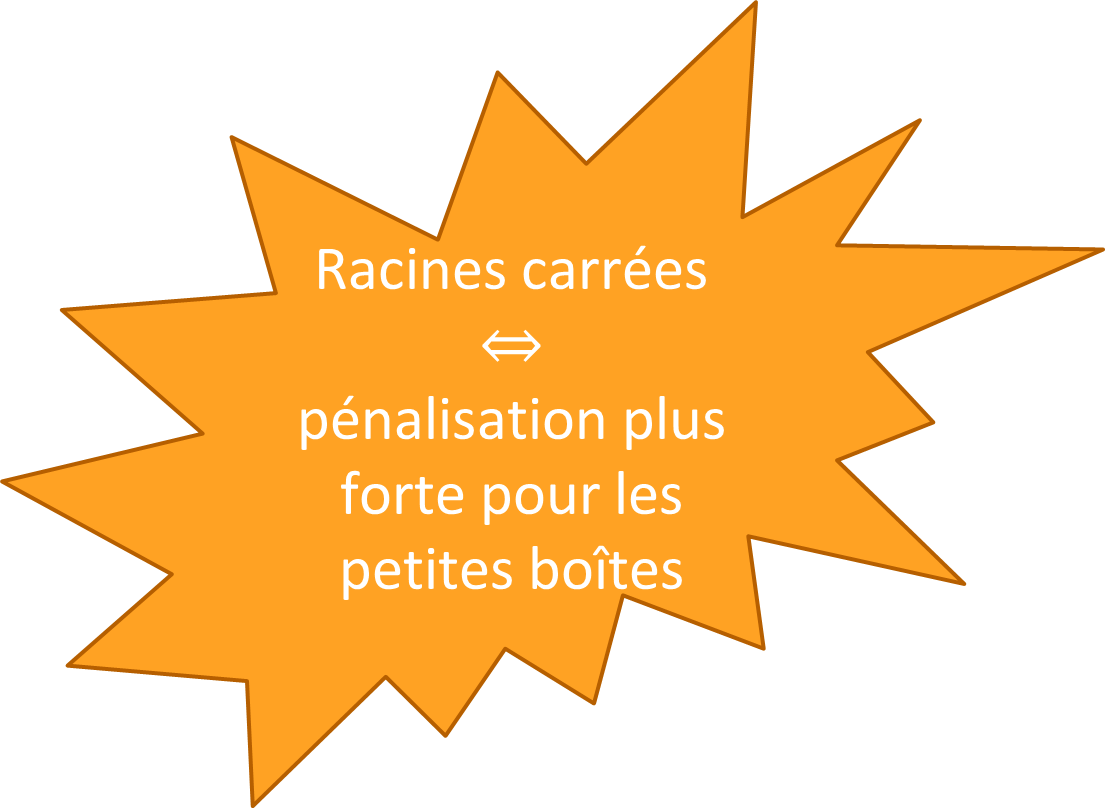 Racines carrées
⇔
pénalisation plus
forte pour les
petites boîtes